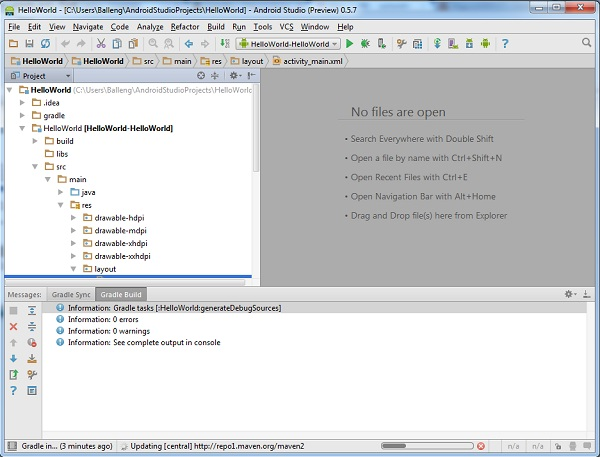 HelloWorld - [C:\Users\Balleng\AndroidStudioProjects\HelloWorld] - Android Studio (Preview) 0.5.7
File Edit View Navigate Code Analyze Refactor Build Run Tools VCS Window Help
HelloWorld-HelloWorld
HelloWorld HelloWorld src main res layout activity_main.xml
Project
HelloWorld (C:\Users\Balleng\AndroidStudioProjects\HelloWorld
.idea
gradle
HelloWorld [HelloWorld-HelloWorld]
build
libs
src
main
java
res
drawable-hdpi
drawable-mdpi
drawable-xhdpi
drawable-xxhdpi
layout
No files are open
• Search Everywhere with Double Shift
• Open a file by name with Ctrl+Shift+N
• Open Recent Files with Ctrl+E
• Open Navigation Bar with Alt+Home
• Drag and Drop file(s) here from Explorer
Messages: Gradle Sync Gradle Build
Information: Gradle tasks [:HelloWorld:generateDebugSources]
Information: 0 errors
Information: 0 warnings
Information: See complete output in console
Gradle in... (3 minutes ago) Updating [central] http://repo1.maven.org/maven2 n/a n/a